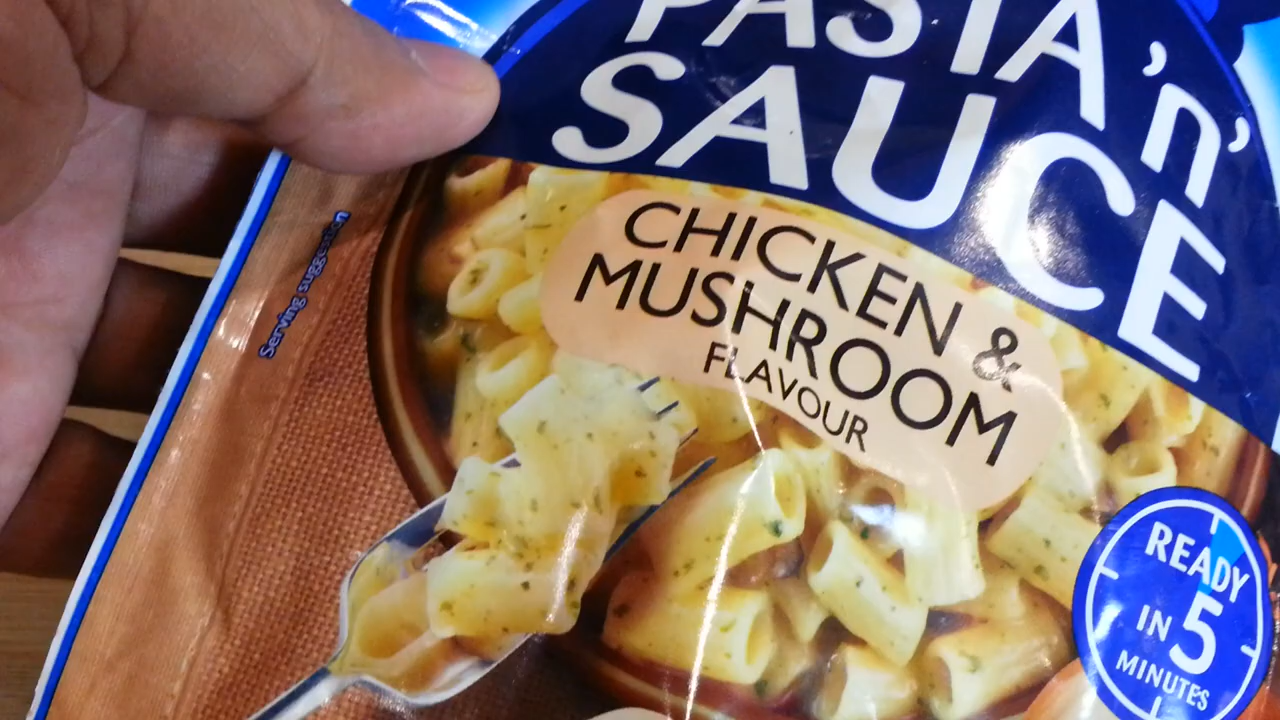 PASTA 'n'
SAUCE
CHICKEN &
MUSHROOM
FLAVOUR
Serving suggestion
READY
IN 5
MINUTES